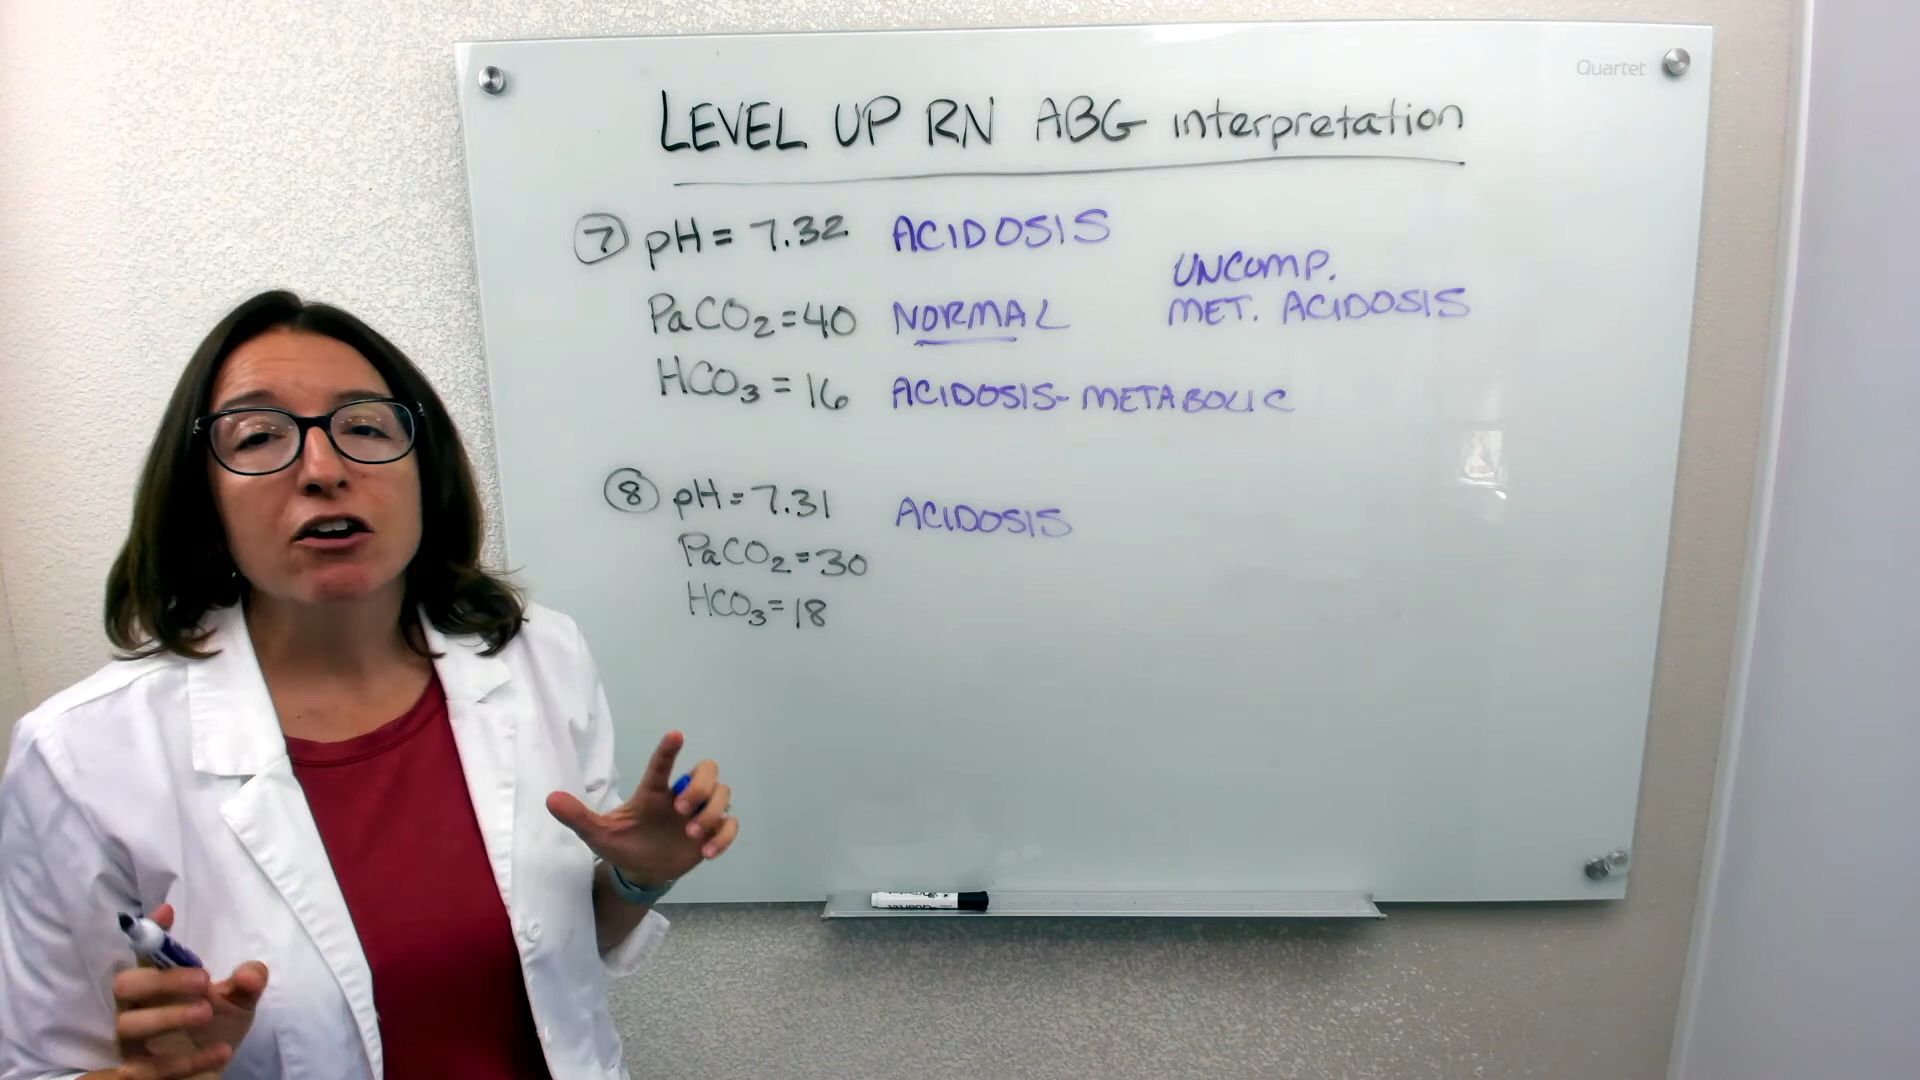 Quartet
LEVEL UP RN ABG interpretation
7 pH = 7.32 ACIDOSIS
PaCO2 = 40 NORMAL
HCO3 = 16 ACIDOSIS - METABOLIC
UNCOMP.
MET. ACIDOSIS
8 pH = 7.31 ACIDOSIS
PaCO2 = 30
HCO3 = 18